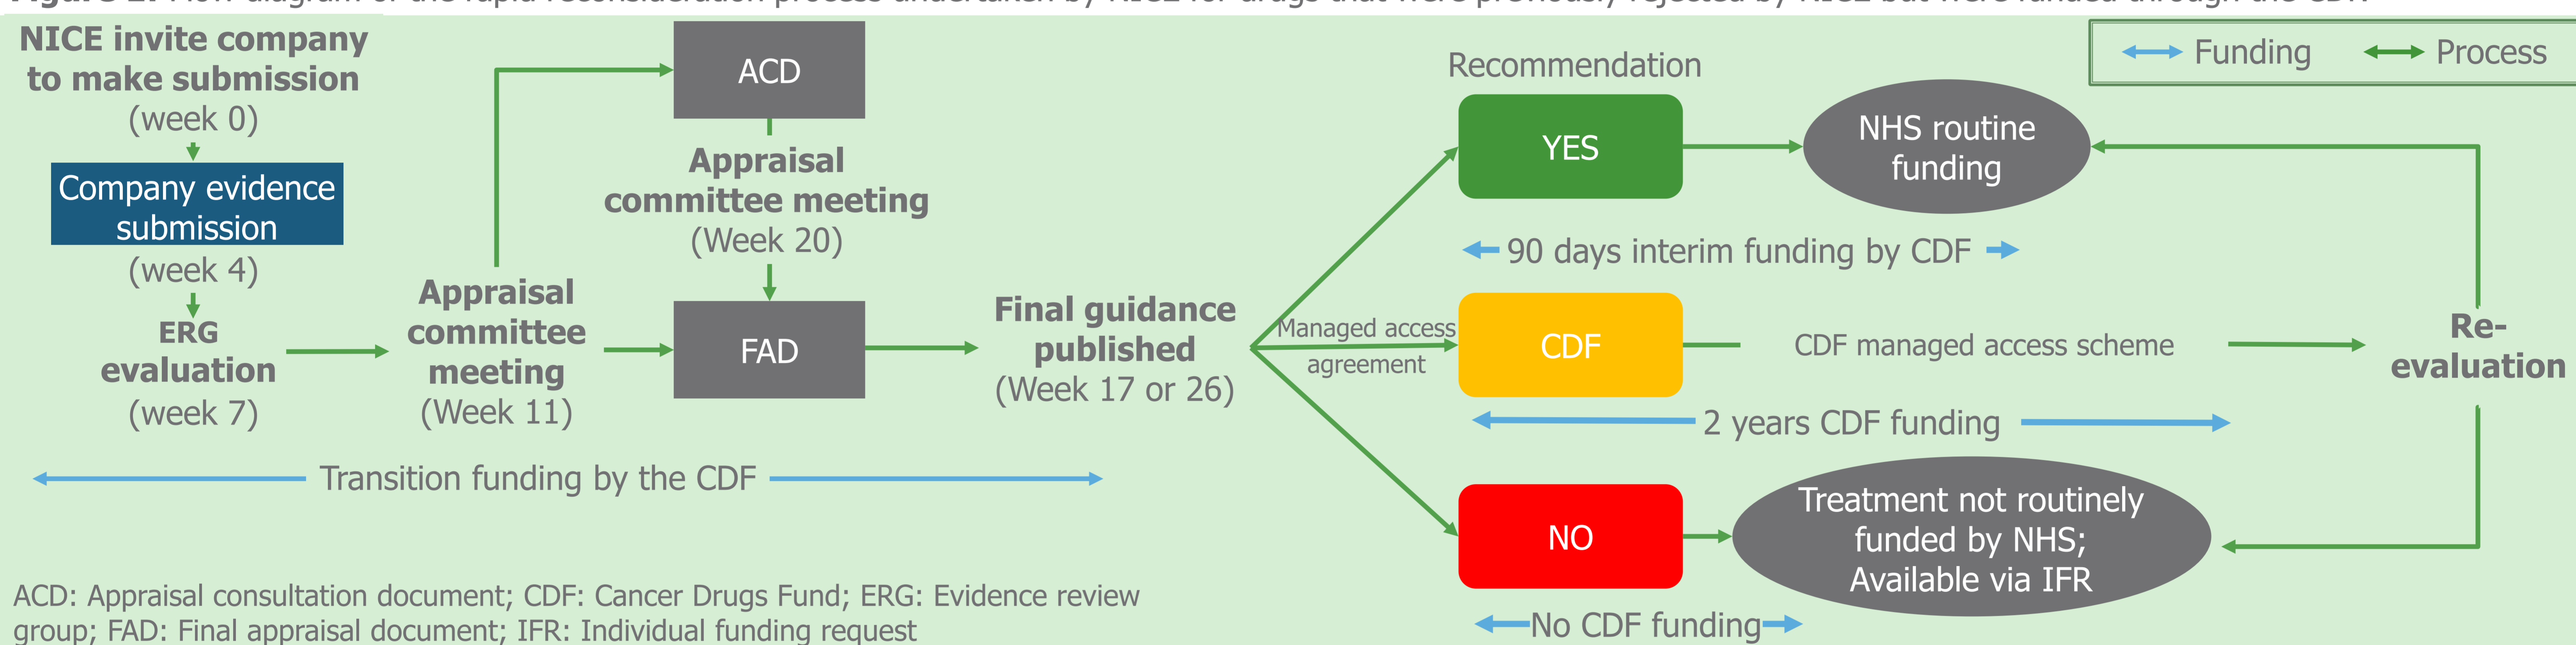 NICE invite company
to make submission
(week 0)
Company evidence
submission
(week 4)
ERG
evaluation
(week 7)
Appraisal
committee
meeting
(Week 11)
ACD
Appraisal
committee meeting
(Week 20)
FAD
Final guidance
published
(Week 17 or 26)
Transition funding by the CDF
Managed access
agreement
Recommendation
YES
NHS routine
funding
90 days interim funding by CDF
CDF
CDF managed access scheme
2 years CDF funding
NO
Treatment not routinely
funded by NHS;
Available via IFR
No CDF funding
Re-
evaluation
Funding
Process
ACD: Appraisal consultation document; CDF: Cancer Drugs Fund; ERG: Evidence review
group; FAD: Final appraisal document; IFR: Individual funding request